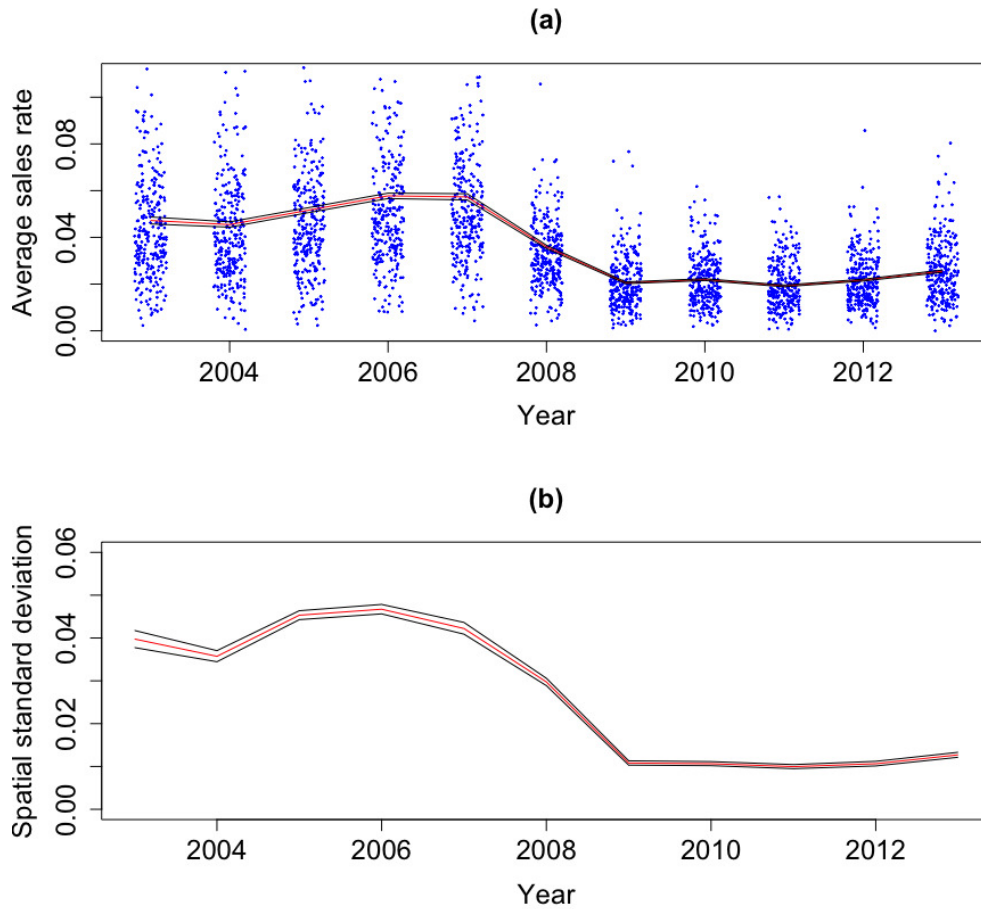 (a)
Average sales rate
0.00 0.04 0.08
2004 2006 2008 2010 2012
Year
(b)
Spatial standard deviation
0.00 0.02 0.04 0.06
2004 2006 2008 2010 2012
Year